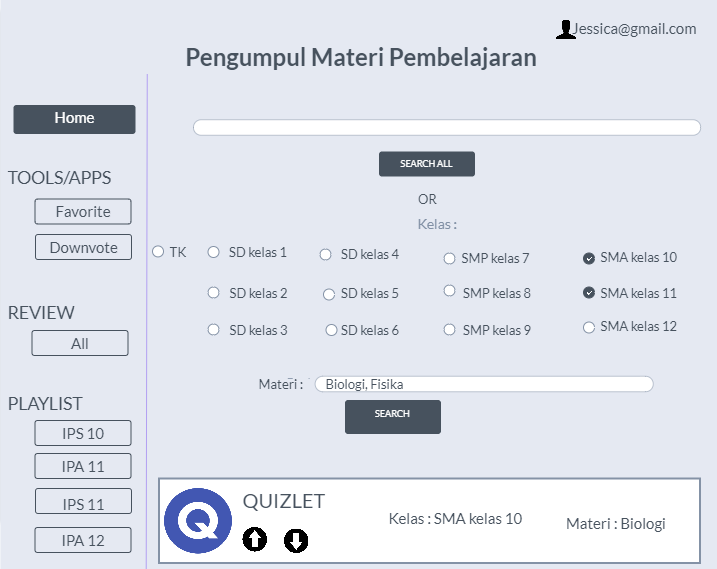 Jessica@gmail.com
Pengumpul Materi Pembelajaran
Home
TOOLS/APPS
Favorite
Downvote
REVIEW
All
PLAYLIST
IPS 10
IPA 11
IPS 11
IPA 12
SEARCH ALL
OR
Kelas :
TK SD kelas 1 SD kelas 4 SMP kelas 7 SMA kelas 10
SD kelas 2 SD kelas 5 SMP kelas 8 SMA kelas 11
SD kelas 3 SD kelas 6 SMP kelas 9 SMA kelas 12
Materi : Biologi, Fisika
SEARCH
QUIZLET
Kelas : SMA kelas 10 Materi : Biologi